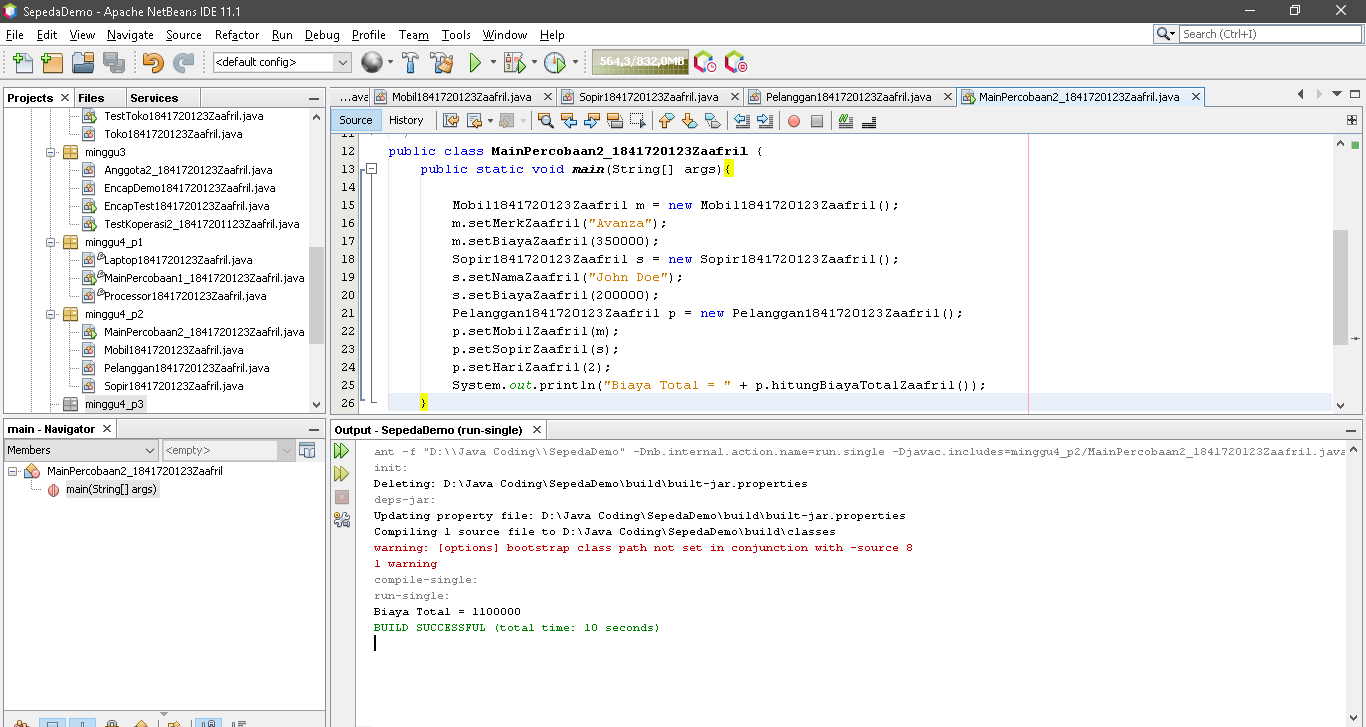 SepedaDemo - Apache NetBeans IDE 11.1
File Edit View Navigate Source Refactor Run Debug Profile Team Tools Window Help
Search (Ctrl+I)
<default config>
564,3/832,0MB
Projects Files Services
TestToko1841720123Zaafril.java
Toko1841720123Zaafril.java
minggu3
Anggota2_1841720123Zaafril.java
EncapDemo1841720123Zaafril.java
EncapTest1841720123Zaafril.java
TestKoperasi2_18417201123Zaafril.java
minggu4_p1
Laptop1841720123Zaafril.java
MainPercobaan1_1841720123Zaafril.java
Processor1841720123Zaafril.java
minggu4_p2
MainPercobaan2_1841720123Zaafril.java
Mobil1841720123Zaafril.java
Pelanggan1841720123Zaafril.java
Sopir1841720123Zaafril.java
minggu4_p3
main - Navigator
Members
<empty>
MainPercobaan2_1841720123Zaafril
main(String[] args)
...ava Mobil1841720123Zaafril.java Sopir1841720123Zaafril.java Pelanggan1841720123Zaafril.java MainPercobaan2_1841720123Zaafril.java
Source History
12 public class MainPercobaan2_1841720123Zaafril {
13 public static void main(String[] args){
14
15 Mobil1841720123Zaafril m = new Mobil1841720123Zaafril();
16 m.setMerkZaafril("Avanza");
17 m.setBiayaZaafril(350000);
18 Sopir1841720123Zaafril s = new Sopir1841720123Zaafril();
19 s.setNamaZaafril("John Doe");
20 s.setBiayaZaafril(200000);
21 Pelanggan1841720123Zaafril p = new Pelanggan1841720123Zaafril();
22 p.setMobilZaafril(m);
23 p.setSopirZaafril(s);
24 p.setHariZaafril(2);
25 System.out.println("Biaya Total = " + p.hitungBiayaTotalZaafril());
26 }
Output - SepedaDemo (run-single)
ant -f "D:\\Java Coding\\SepedaDemo" -Dnb.internal.action.name=run.single -Djavac.includes=minggu4_p2/MainPercobaan2_1841720123Zaafril.java
init:
Deleting: D:\Java Coding\SepedaDemo\build\built-jar.properties
deps-jar:
Updating property file: D:\Java Coding\SepedaDemo\build\built-jar.properties
Compiling 1 source file to D:\Java Coding\SepedaDemo\build\classes
warning: [options] bootstrap class path not set in conjunction with -source 8
1 warning
compile-single:
run-single:
Biaya Total = 1100000
BUILD SUCCESSFUL (total time: 10 seconds)